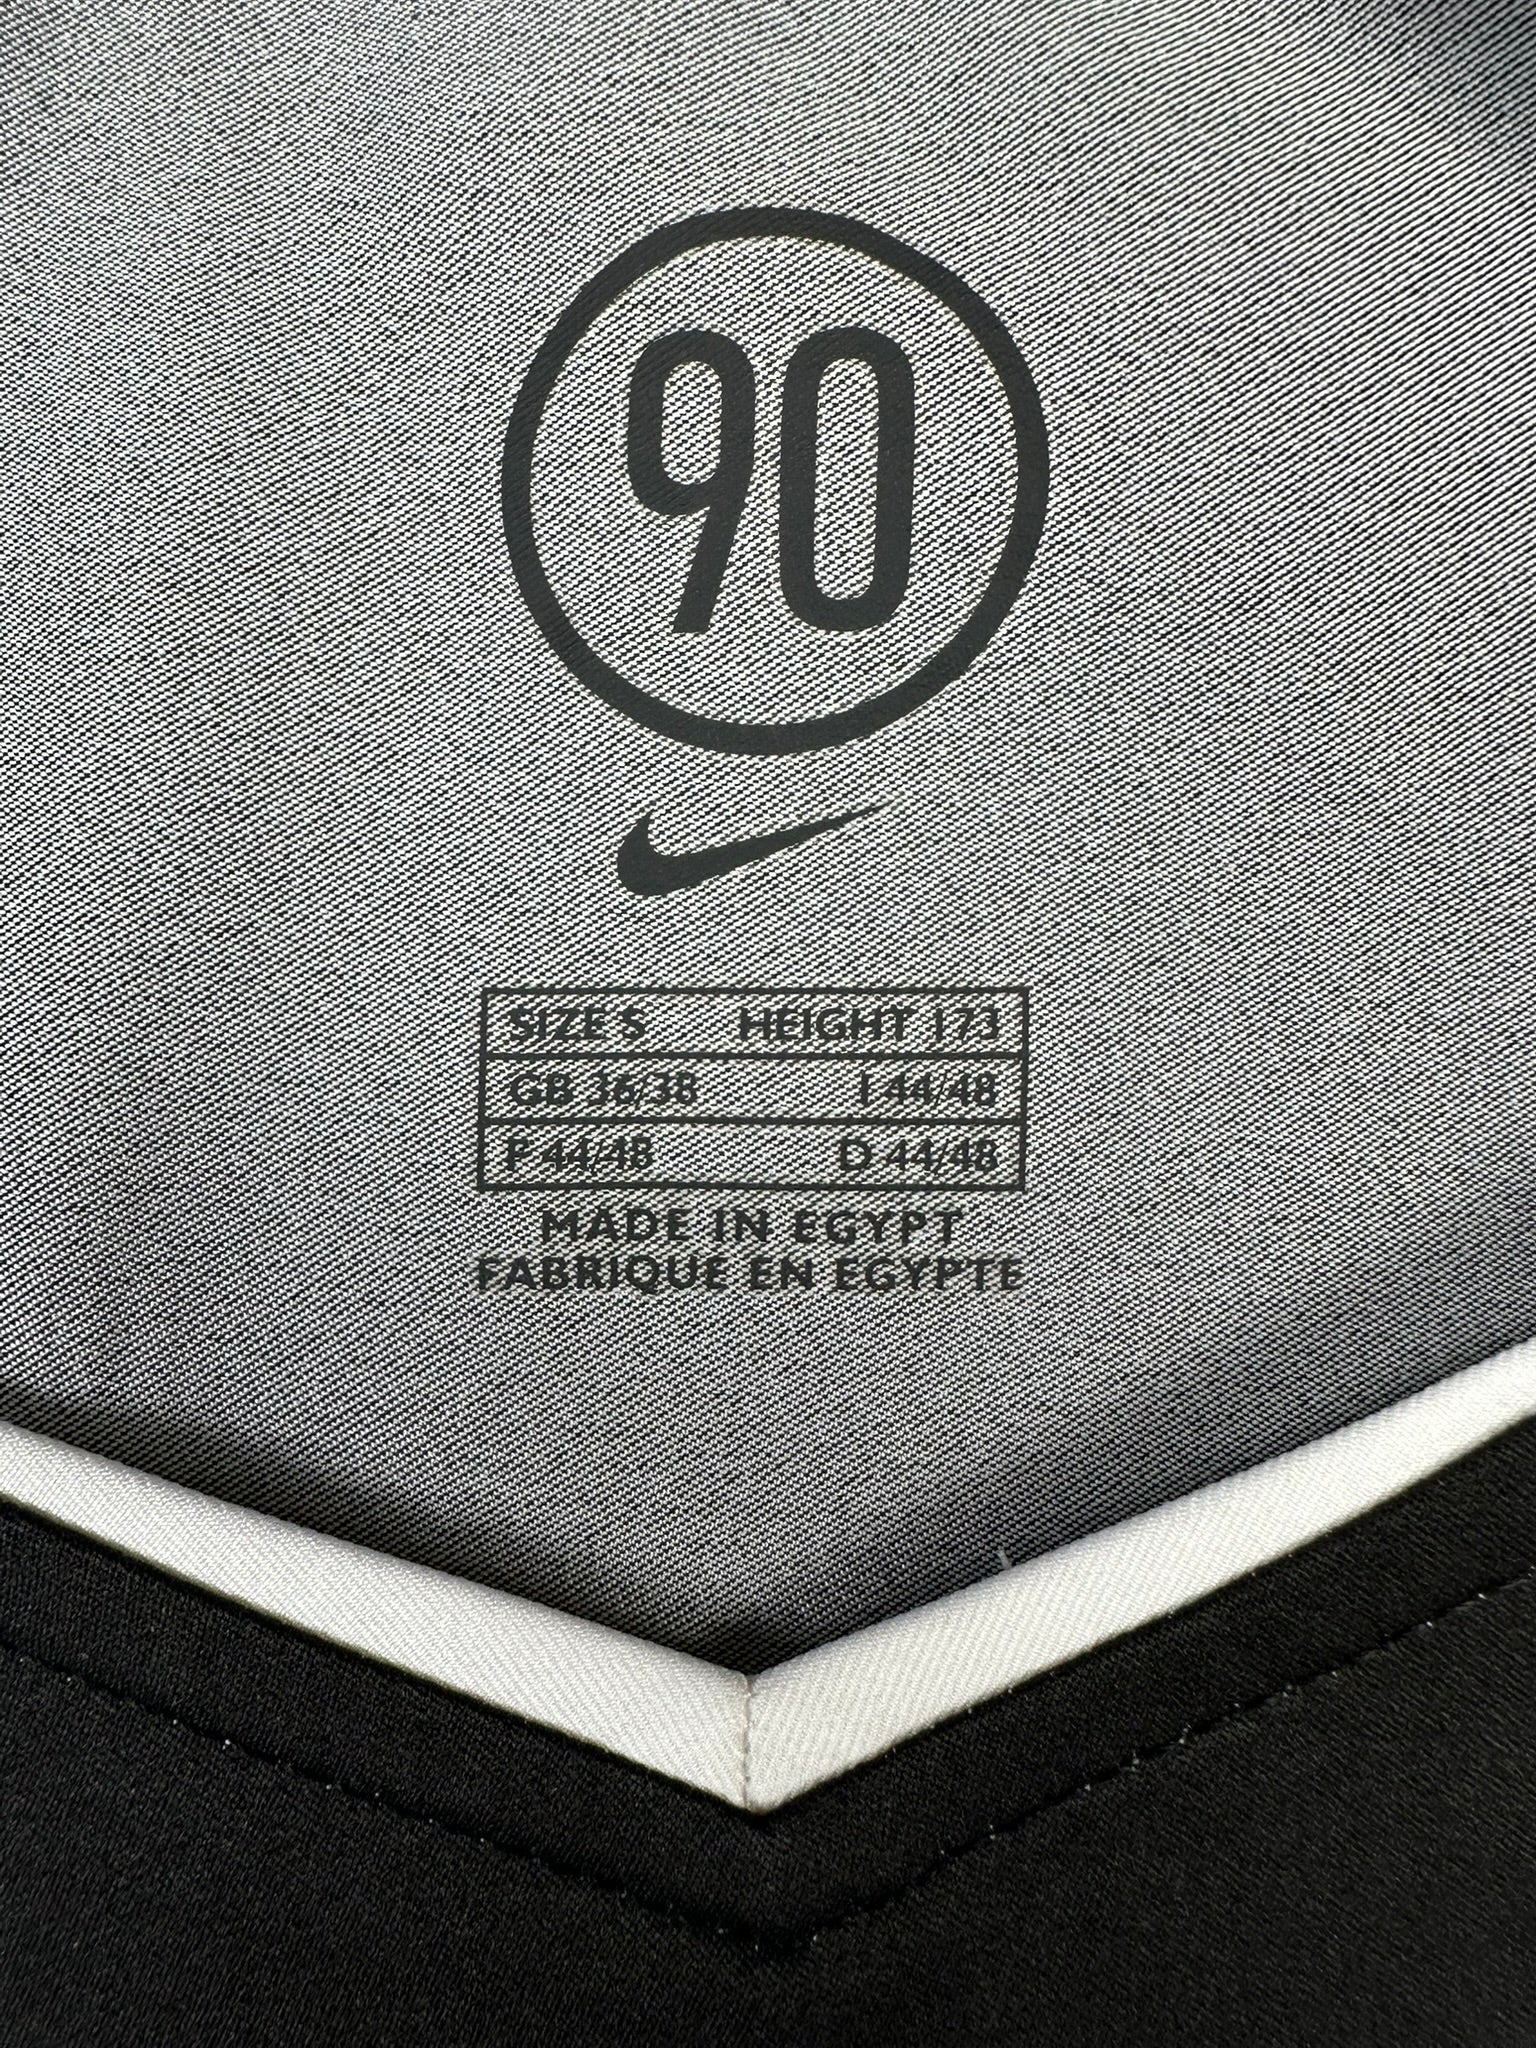 90
SIZE S HEIGHT 173
GB 36/38 I 44/48
F 44/48 D 44/48
MADE IN EGYPT
FABRIQUE EN EGYPTE